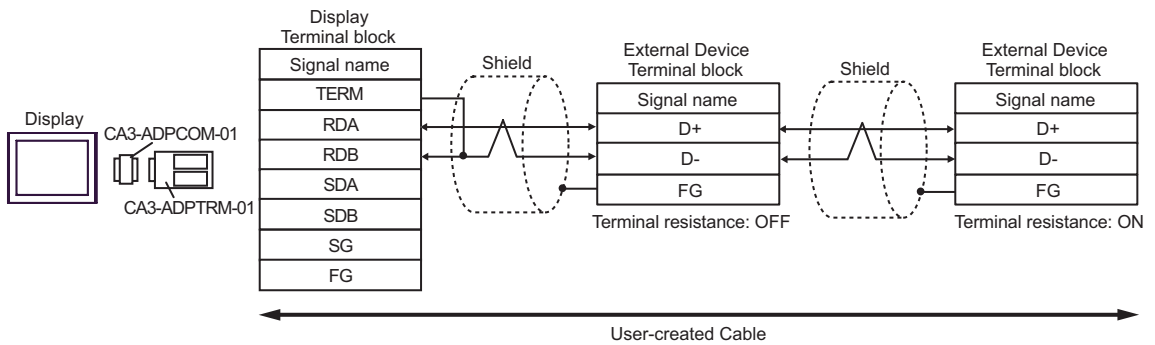 Display
CA3-ADPCOM-01
CA3-ADPTRM-01
Display
Terminal block
Signal name
TERM
RDA
RDB
SDA
SDB
SG
FG
Shield
External Device
Terminal block
Signal name
D+
D-
FG
Terminal resistance: OFF
Shield
External Device
Terminal block
Signal name
D+
D-
FG
Terminal resistance: ON
User-created Cable